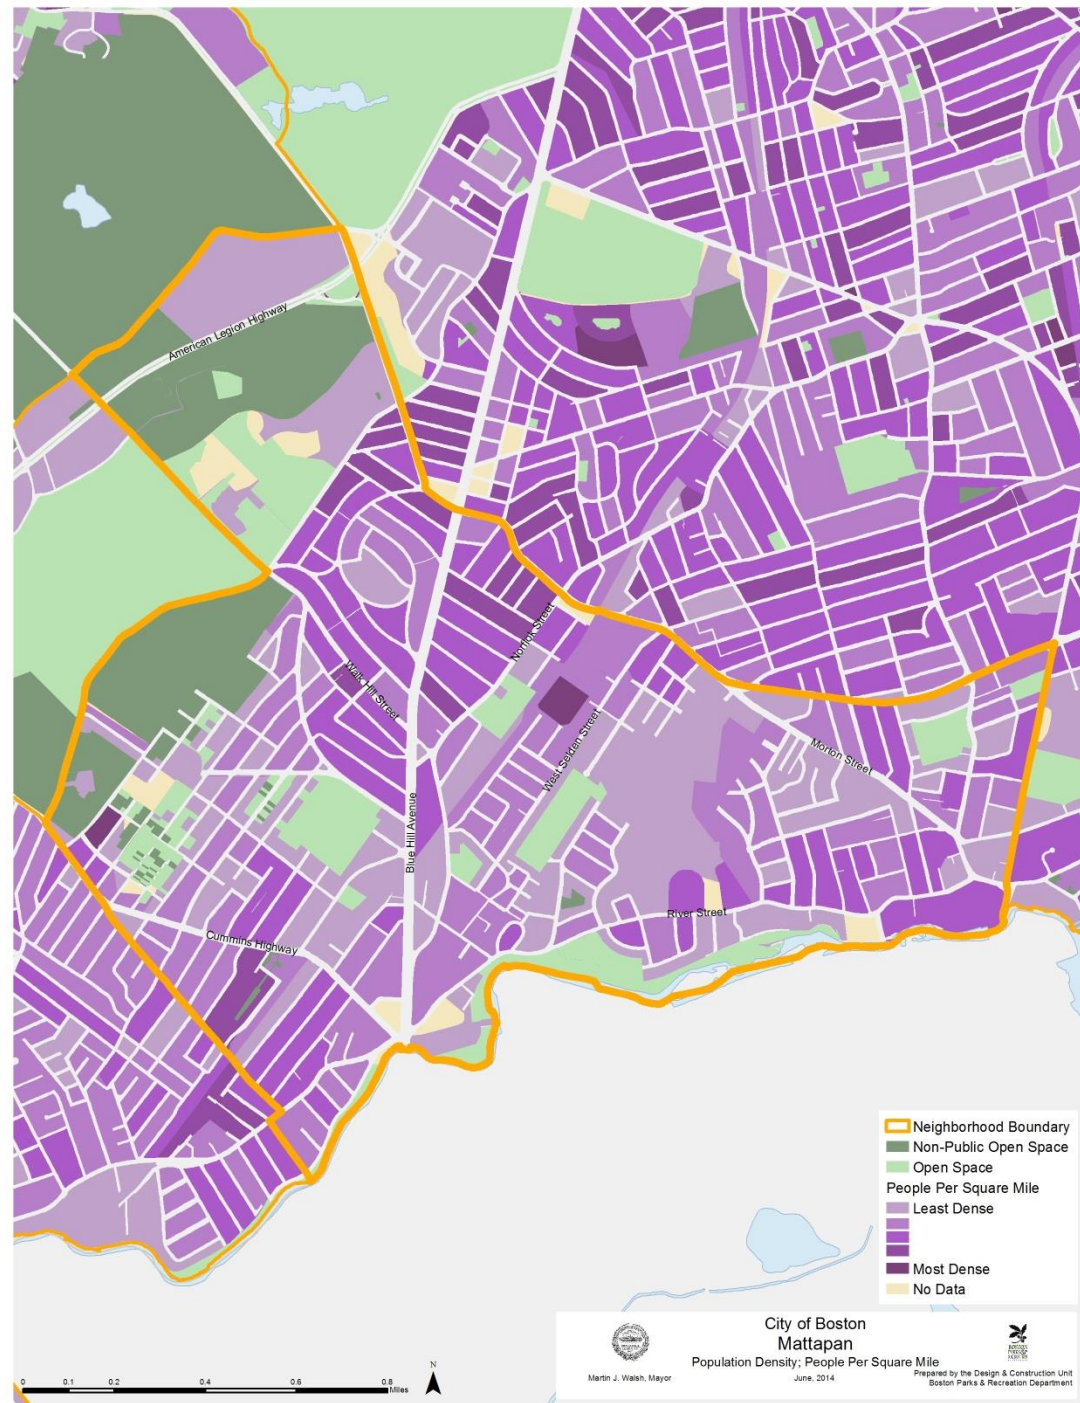 American Legion Highway
Norfolk Street
Walk Hill Street
West Selden Street
Morton Street
Blue Hill Avenue
River Street
Cummins Highway
Neighborhood Boundary
Non-Public Open Space
Open Space
People Per Square Mile
Least Dense
Most Dense
No Data
City of Boston
Mattapan
Population Density; People Per Square Mile
Martin J. Walsh, Mayor
June, 2014
Prepared by the Design & Construction Unit
Boston Parks & Recreation Department
N
0 0.1 0.2 0.4 0.6 0.8
Miles